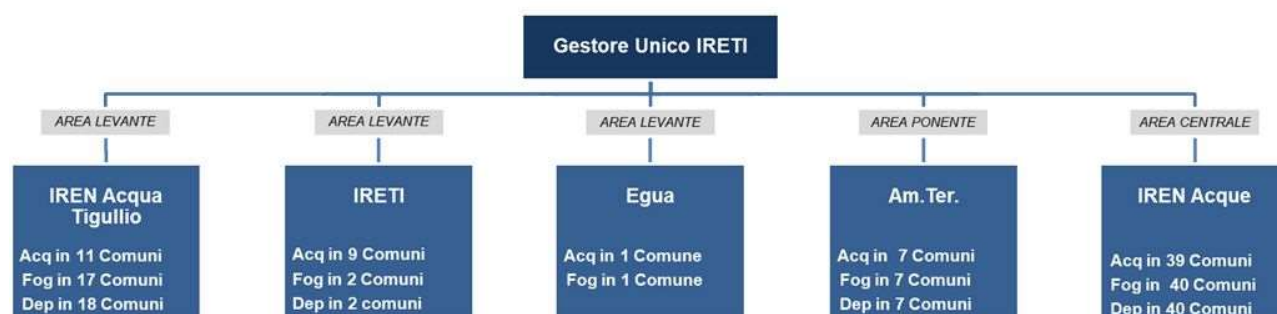 Gestore Unico IRETI
AREA LEVANTE
AREA LEVANTE
AREA LEVANTE
AREA PONENTE
AREA CENTRALE
IREN Acqua
Tigullio
Acq in 11 Comuni
Fog in 17 Comuni
Dep in 18 Comuni
IRETI
Acq in 9 Comuni
Fog in 2 Comuni
Dep in 2 comuni
Egua
Acq in 1 Comune
Fog in 1 Comune
Am.Ter.
Acq in 7 Comuni
Fog in 7 Comuni
Dep in 7 Comuni
IREN Acque
Acq in 39 Comuni
Fog in 40 Comuni
Dep in 40 Comuni